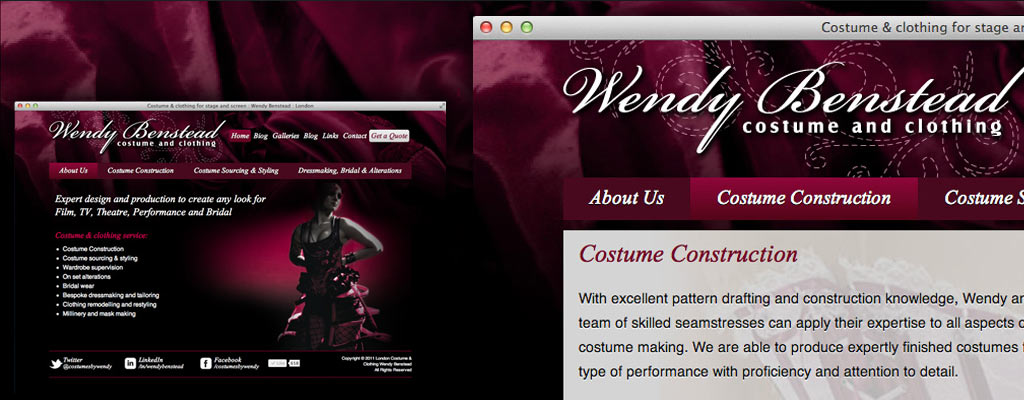 Costume & clothing for stage and screen : Wendy Benstead : London
Wendy Benstead
costume and clothing
Home Blog Galleries Blog Links Contact Get a Quote
About Us Costume Construction Costume Sourcing & Styling Dressmaking, Bridal & Alterations
Expert design and production to create any look for
Film, TV, Theatre, Performance and Bridal
Costume & clothing service:
Costume Construction
Costume sourcing & styling
Wardrobe supervision
On set alterations
Bridal wear
Bespoke dressmaking and tailoring
Clothing remodelling and restyling
Millinery and mask making
Twitter
@costumesbywendy
LinkedIn
/in/wendybenstead
Facebook
/costumesbywendy
Copyright © 2011 London Costume &
Clothing Wendy Benstead
All Rights Reserved
Costume & clothing for stage an
Wendy Benstead
costume and clothing
About Us Costume Construction Costume S
Costume Construction
With excellent pattern drafting and construction knowledge, Wendy an
team of skilled seamstresses can apply their expertise to all aspects o
costume making. We are able to produce expertly finished costumes f
type of performance with proficiency and attention to detail.